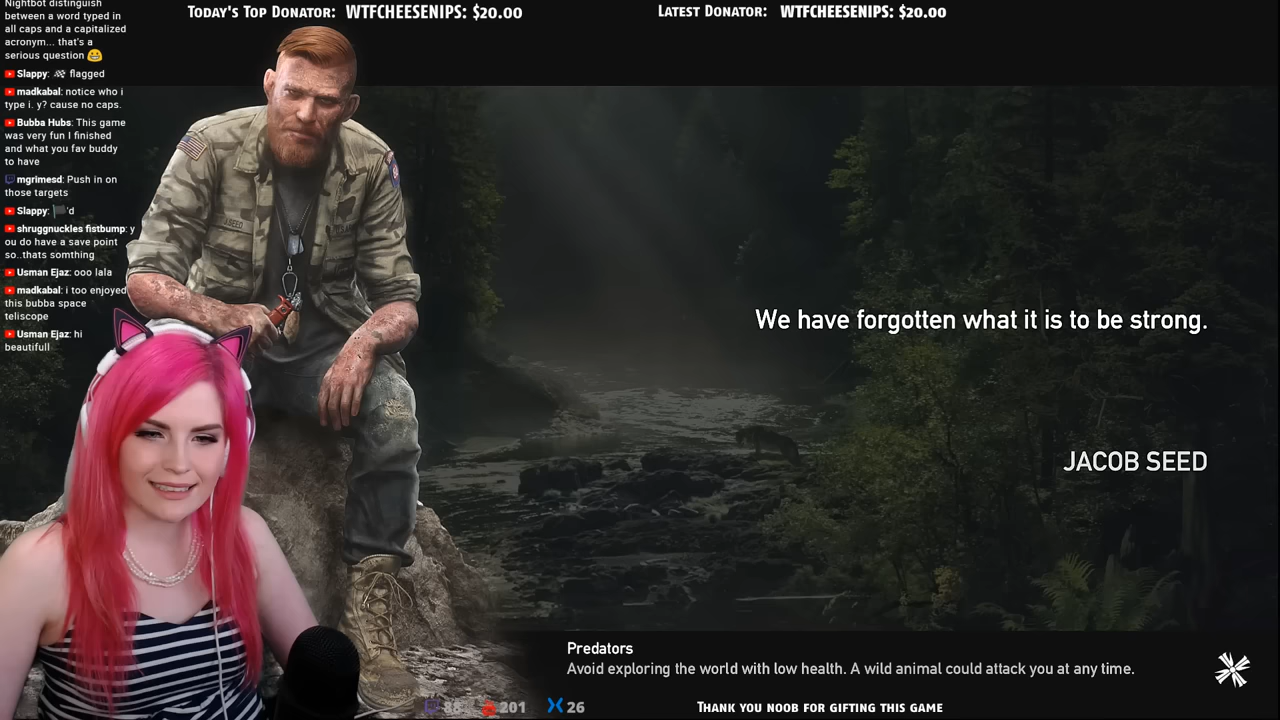 Today's Top Donator: WTFCHEESENIPS: $20.00
Latest Donator: WTFCHEESENIPS: $20.00
Nightbot distinguish
between a word typed in
all caps and a capitalized
acronym... that's a
serious question 😄
Slappy: flagged
madkabal: notice who i
type i. y? cause no caps.
Bubba Hubs: This game
was very fun I finished
and what you fav buddy
to have
mgrimesd: Push in on
those targets
Slappy: 'd
shruggnuckles fistbump: y
ou do have a save point
so..thats somthing
Usman Ejaz: ooo lala
madkabal: i too enjoyed
this bubba space
teliscope
Usman Ejaz: hi
beautifull
We have forgotten what it is to be strong.
JACOB SEED
Predators
Avoid exploring the world with low health. A wild animal could attack you at any time.
88 201 26
Thank you noob for gifting this game